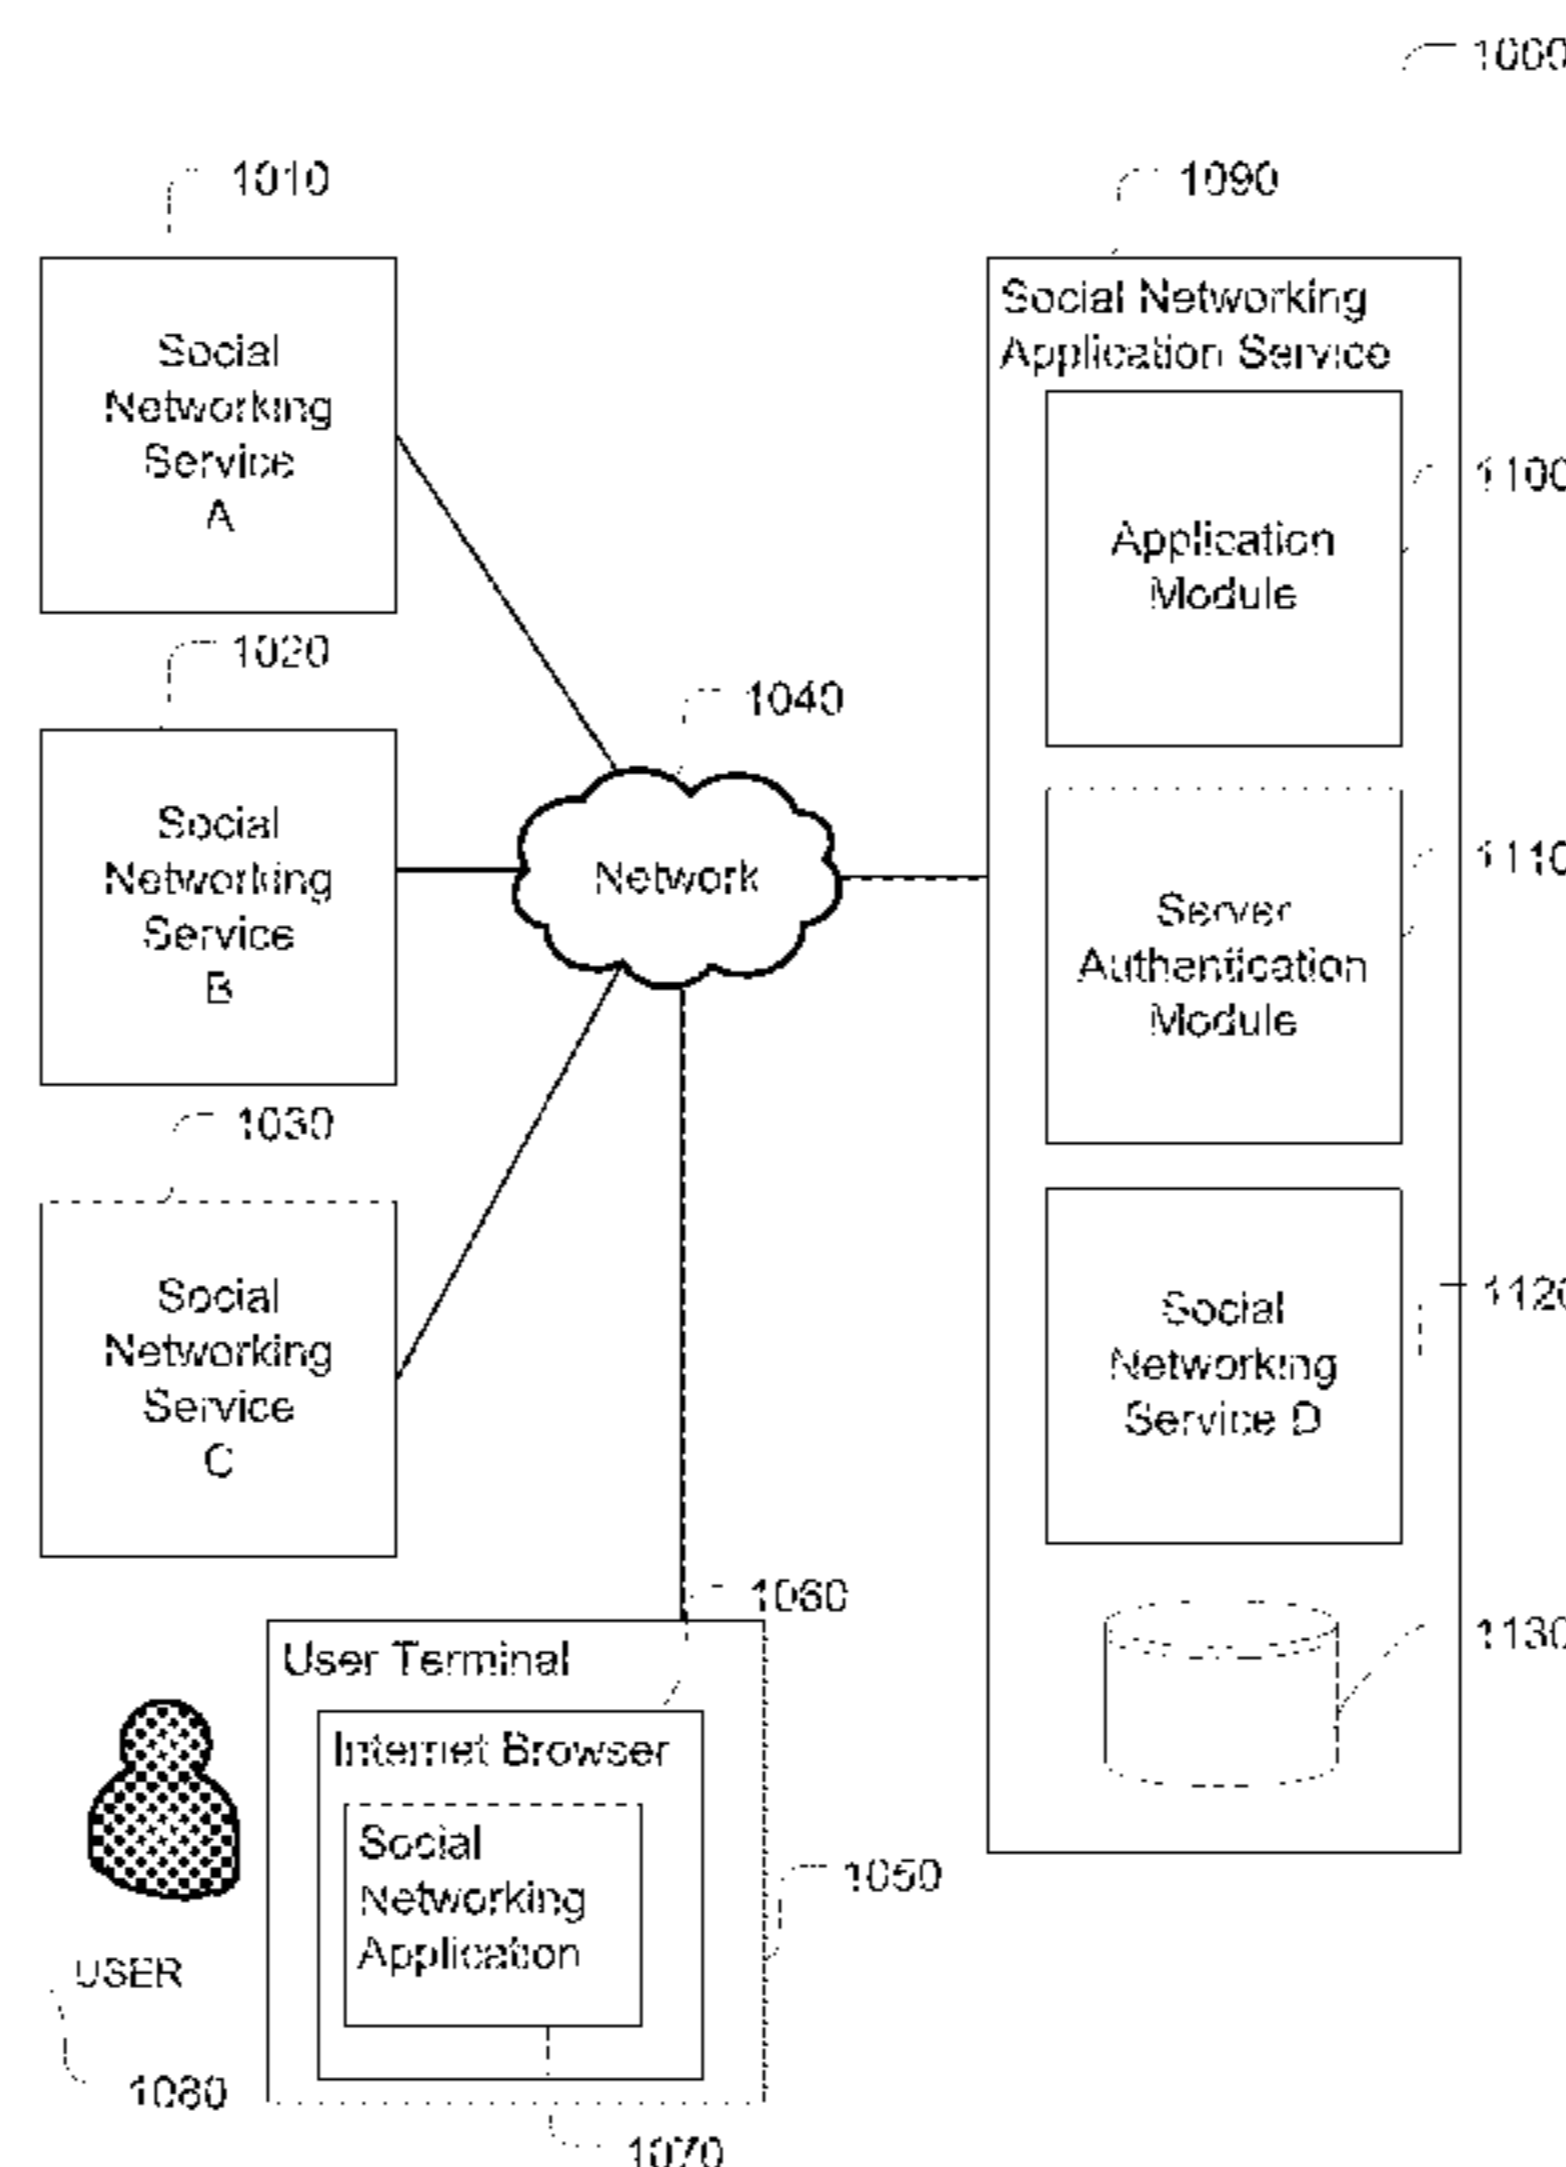 1000
1010
1090
Social
Networking
Service
A
Social Networking
Application Service
Application
Module
1100
1020
Social
Networking
Service
B
1040
Network
Server
Authentication
Module
1110
1030
Social
Networking
Service
C
Social
Networking
Service D
1120
1130
1060
User Terminal
Internet Browser
Social
Networking
Application
1050
USER
1080
1070